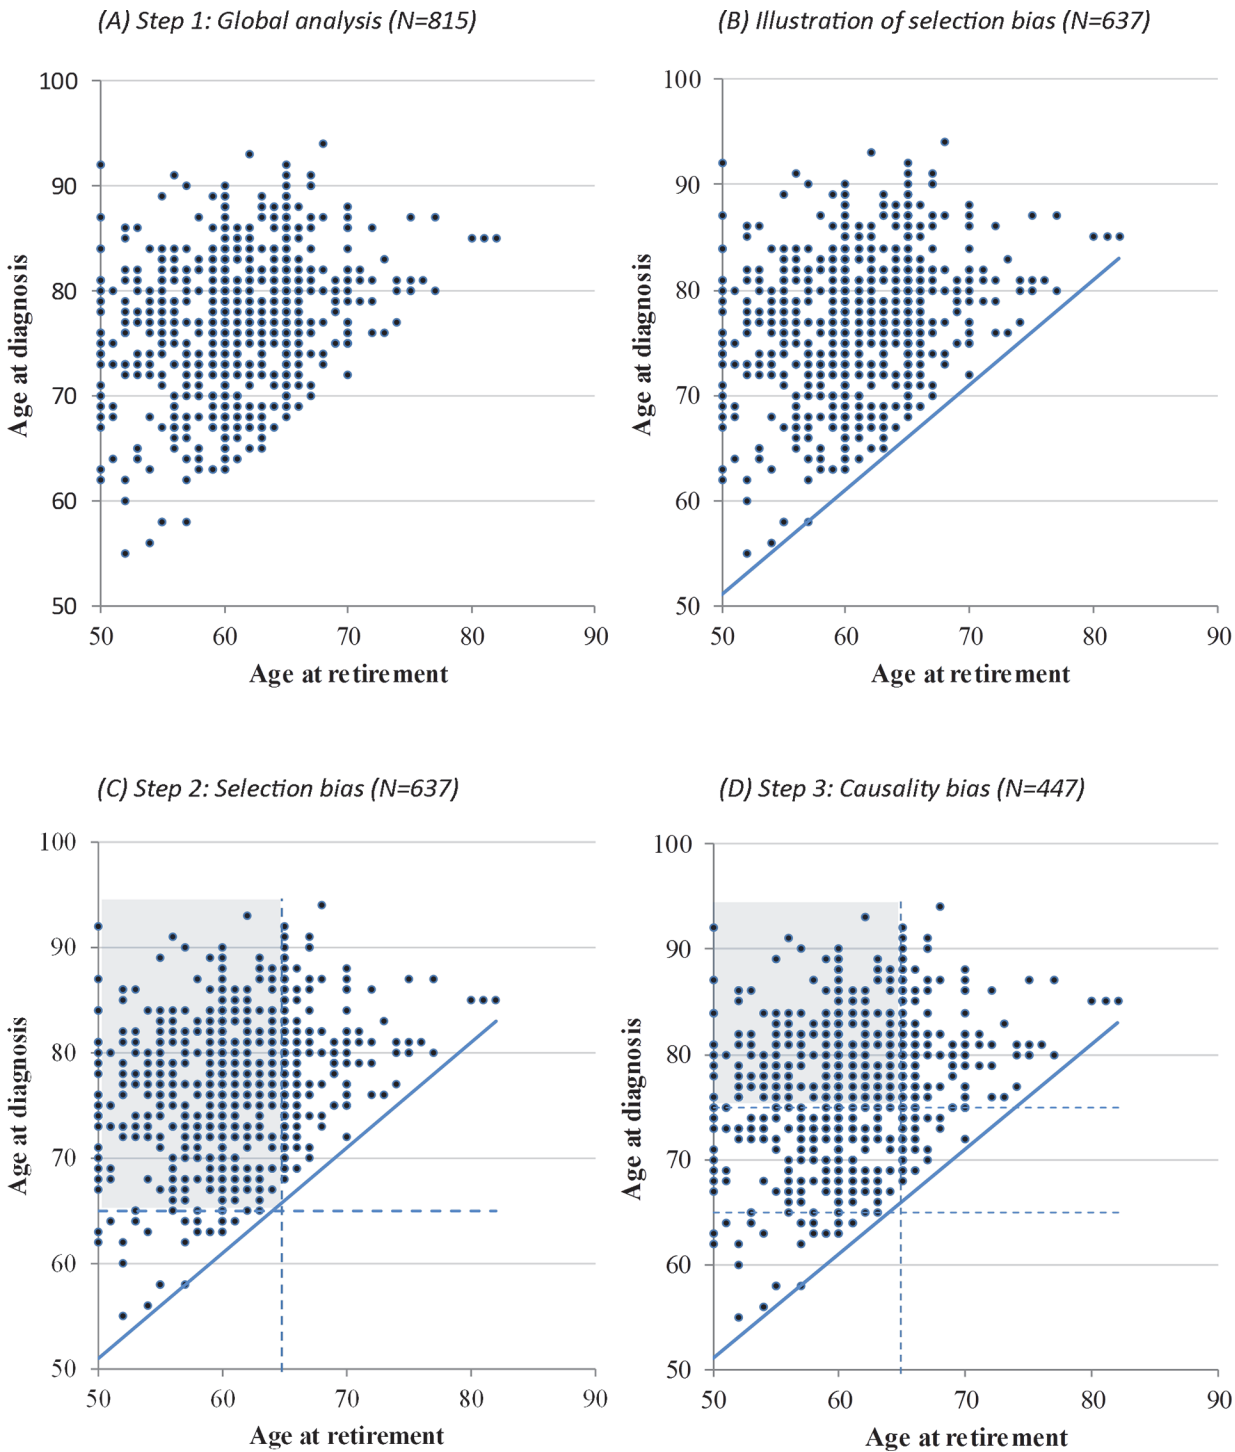 (A) Step 1: Global analysis (N=815)
100
90
80
70
60
50
50 60 70 80 90
Age at diagnosis
Age at retirement
(B) Illustration of selection bias (N=637)
100
90
80
70
60
50
50 60 70 80 90
Age at diagnosis
Age at retirement
(C) Step 2: Selection bias (N=637)
100
90
80
70
60
50
50 60 70 80 90
Age at diagnosis
Age at retirement
(D) Step 3: Causality bias (N=447)
100
90
80
70
60
50
50 60 70 80 90
Age at diagnosis
Age at retirement